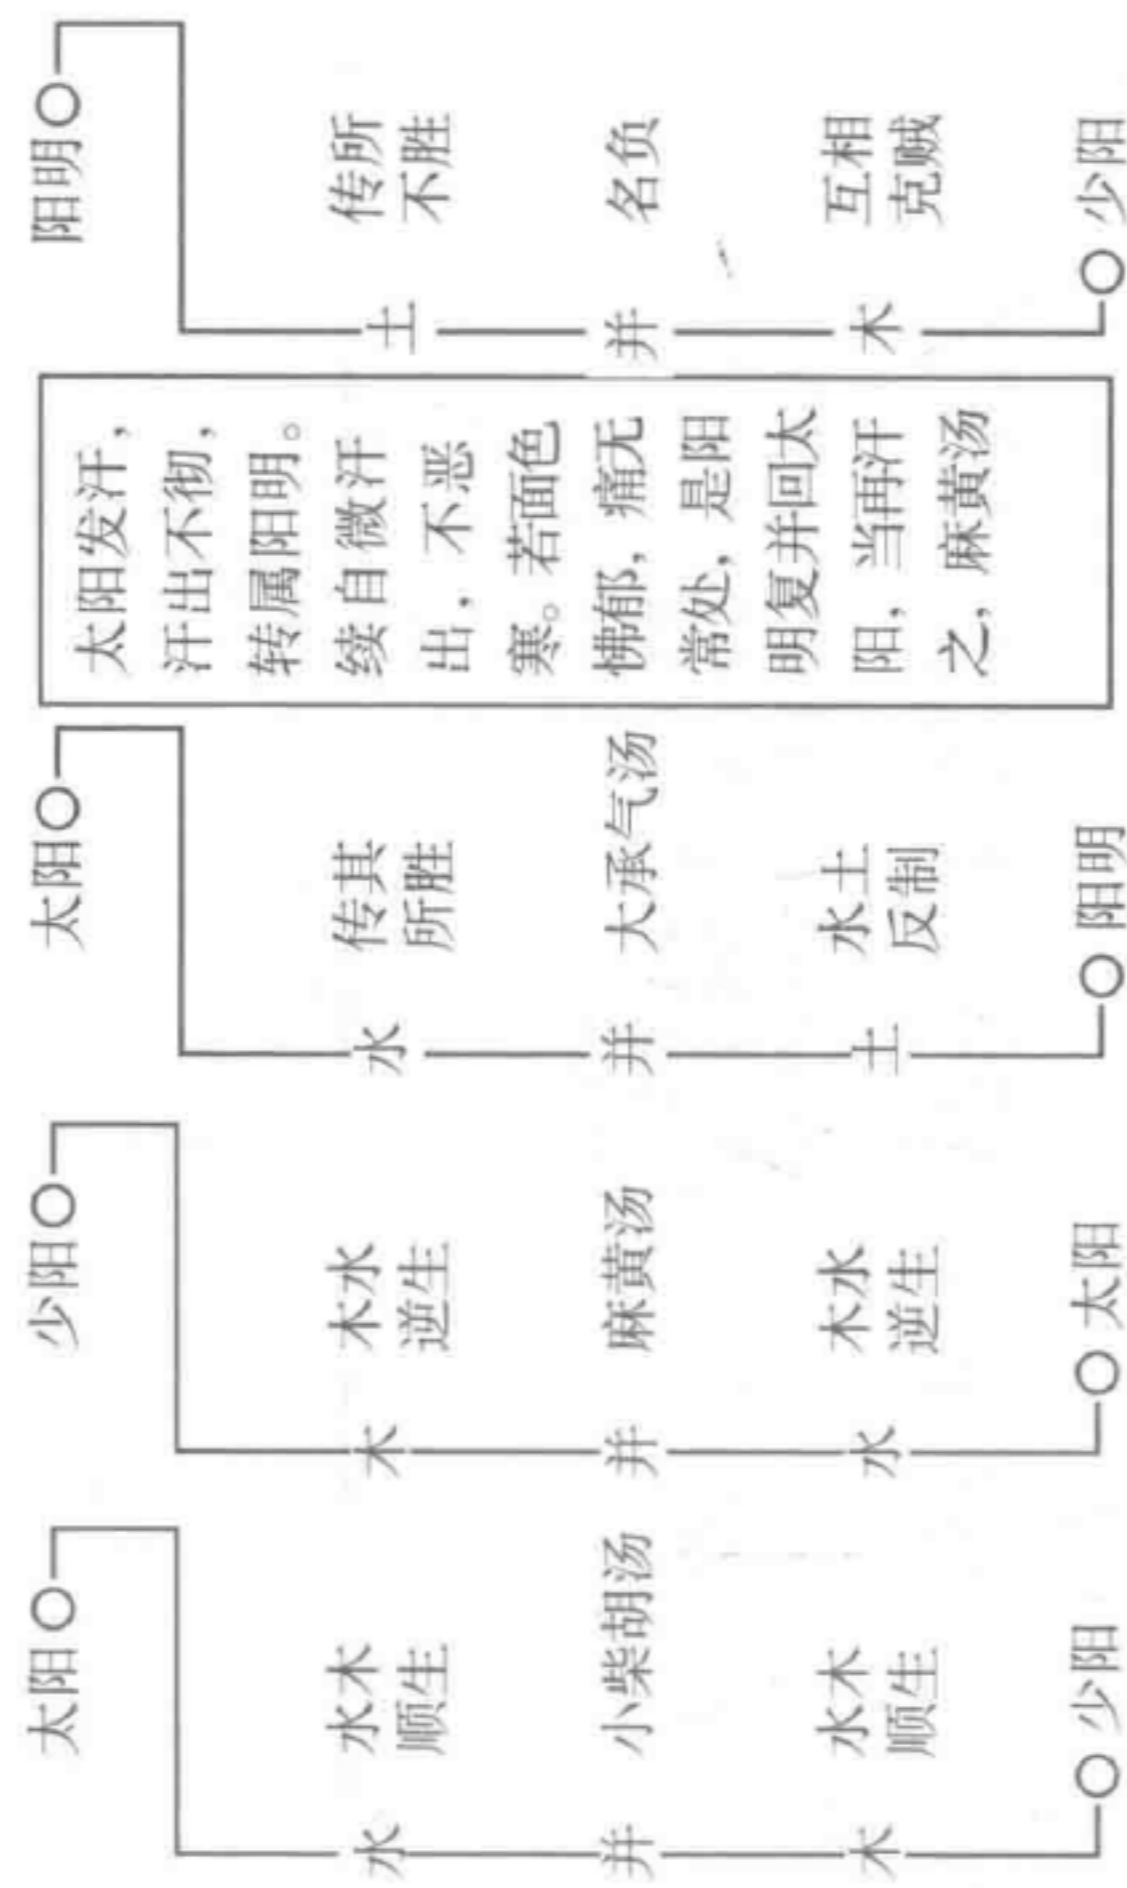 太阳
水木
顺生
水
小柴胡汤
并
水木
顺生
木
少阳
少阳
木水
逆生
木
麻黄汤
并
木水
逆生
水
太阳
太阳
传其
所胜
水
大承气汤
并
水土
反制
土
阳明
太阳发汗，
汗出不彻，
转属阳明。
续自微汗
出，不恶
寒。若面色
怫郁，痛无
常处，是阳
明复并回太
阳，当再汗
之，麻黄汤
阳明
传所
不胜
土
名负
并
互相
克贼
木
少阳